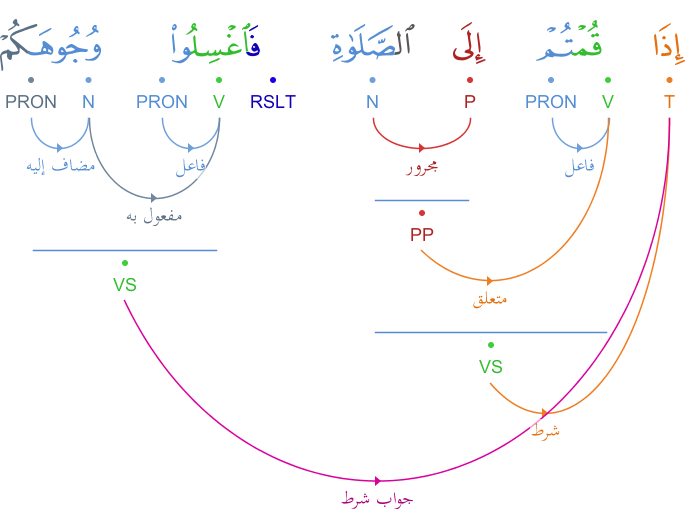 إِذَا قُمْتُمْ إِلَى ٱلصَّلَوٰةِ فَٱغْسِلُوا۟ وُجُوهَكُمْ
T V PRON P N RSLT V PRON N PRON
فاعل مجرور فاعل مضاف إليه
مفعول به
PP
VS
متعلق
VS
شرط
جواب شرط